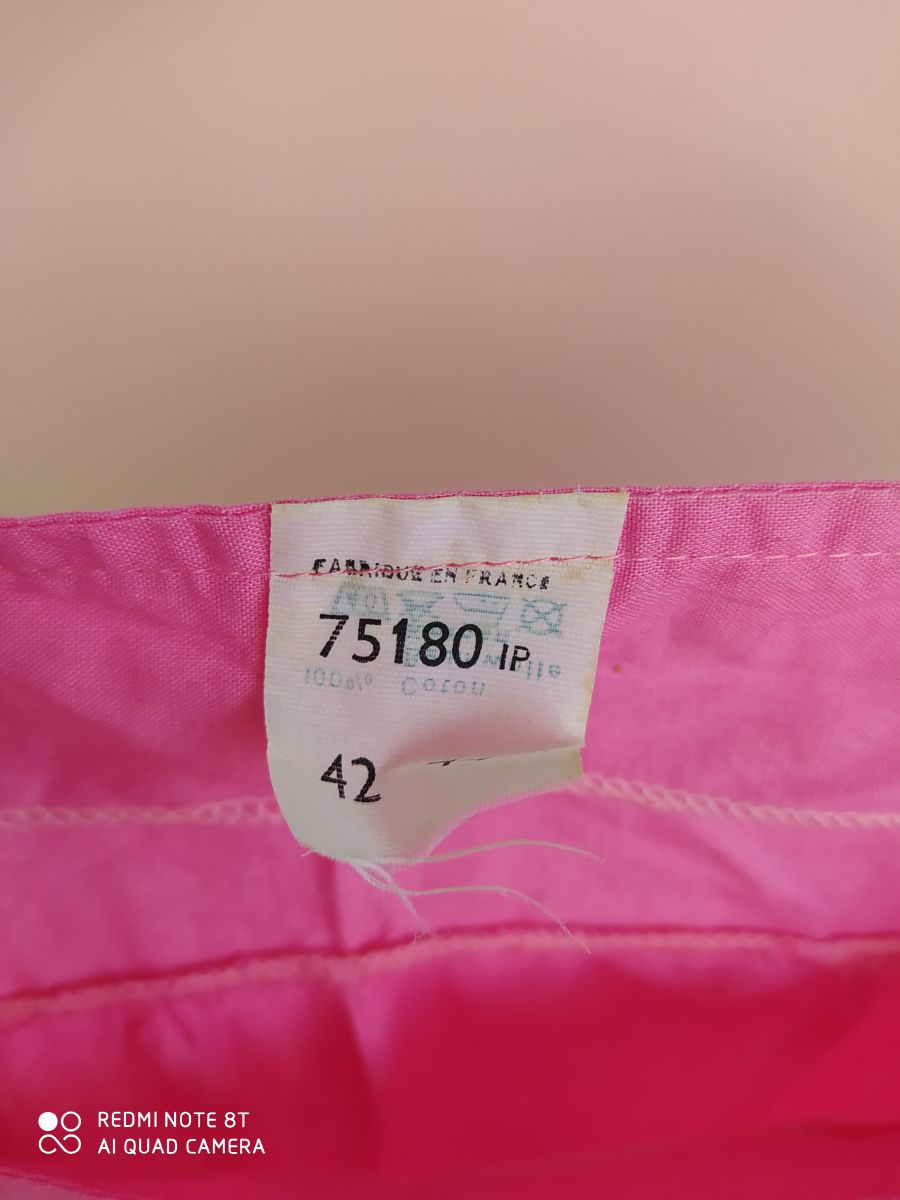 FABRIQUE EN FRANCE
75180 IP
100% Coton
42
REDMI NOTE 8T
AI QUAD CAMERA